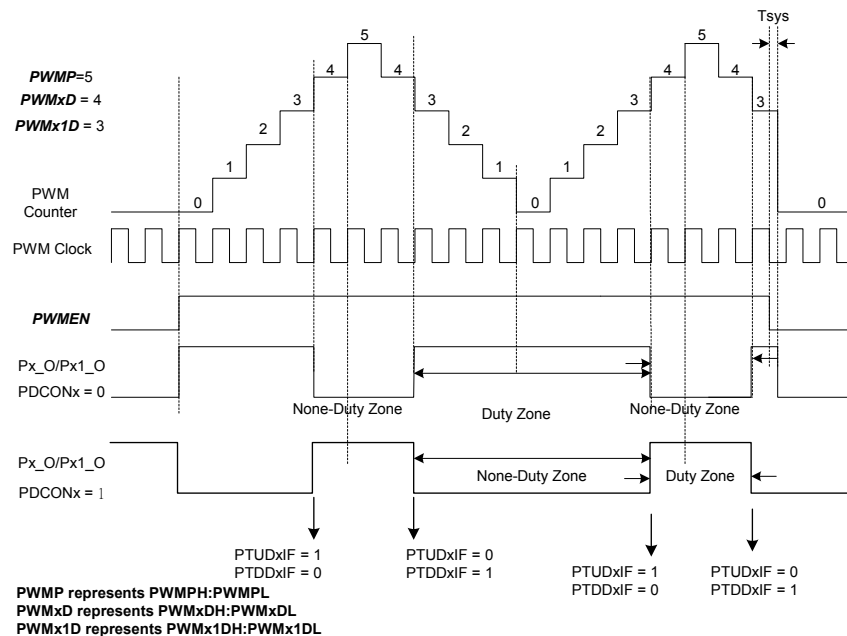 Tsys
5 5
PWMP=5
4 4 4 4
PWMxD = 4
3 3 3 3
PWMx1D = 3
2 2 2
1 1 1
PWM
Counter
0 0 0
PWM Clock
PWMEN
Px_O/Px1_O
PDCONx = 0
None-Duty Zone Duty Zone None-Duty Zone
Px_O/Px1_O
None-Duty Zone Duty Zone
PDCONx = 1
PTUDxIF = 1 PTUDxIF = 0
PTDDxIF = 0 PTDDxIF = 1
PTUDxIF = 1 PTUDxIF = 0
PTDDxIF = 0 PTDDxIF = 1
PWMP represents PWMPH:PWMPL
PWMxD represents PWMxDH:PWMxDL
PWMx1D represents PWMx1DH:PWMx1DL